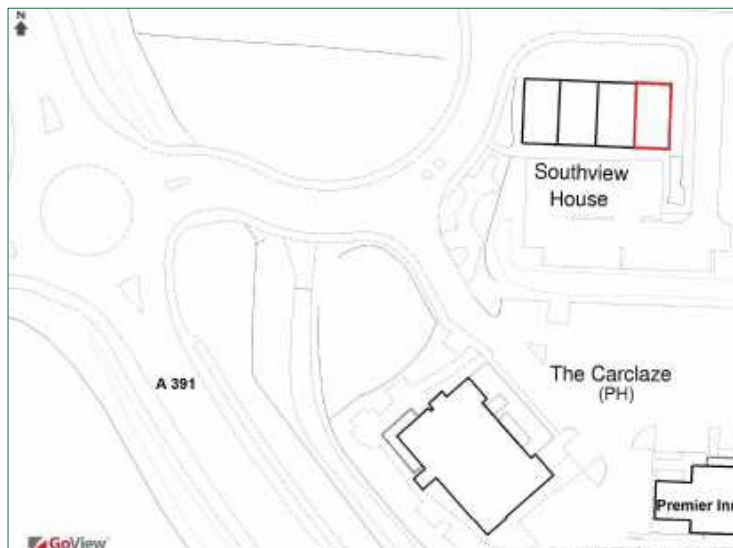 N
Southview
House
The Carclaze
(PH)
A 391
Premier Inn
GoView